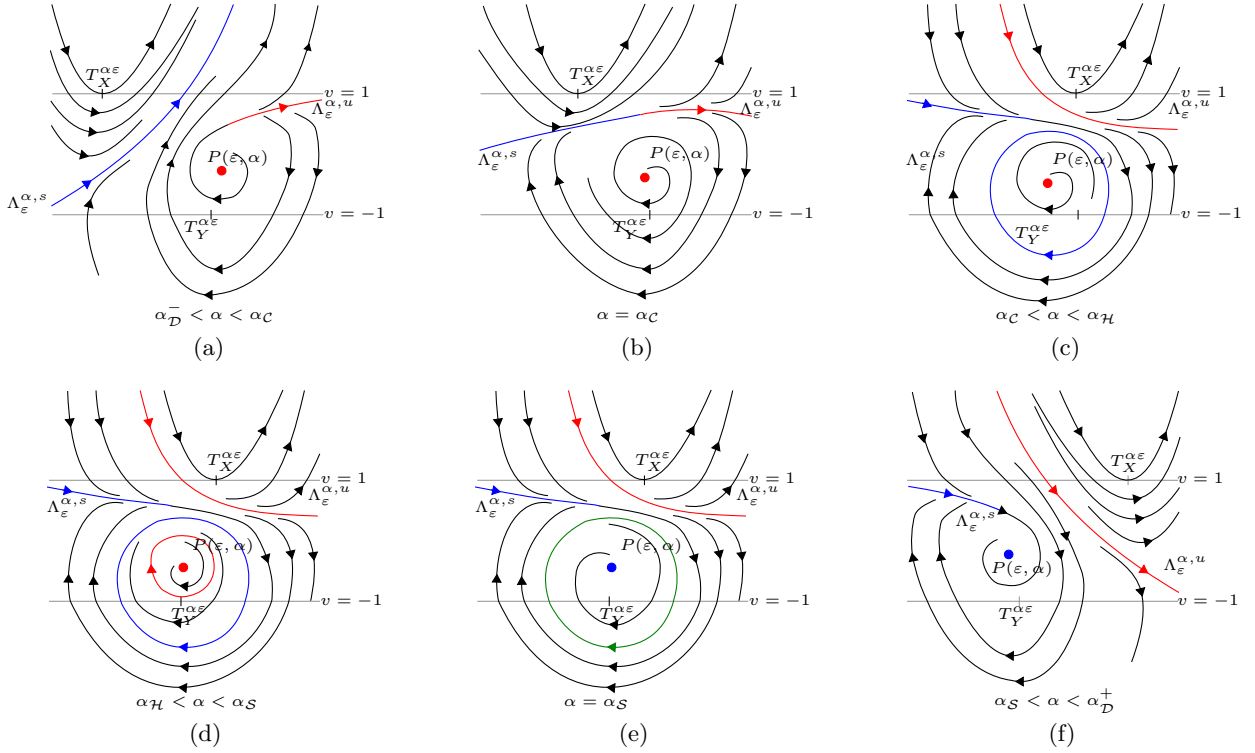 T_X^{αε} v = 1
Λ_ε^{α,u}
P(ε, α)
Λ_ε^{α,s}
T_Y^{αε} v = −1
α_𝒟^− < α < α_𝒞
(a)
T_X^{αε} v = 1
Λ_ε^{α,u}
Λ_ε^{α,s} P(ε, α)
T_Y^{αε} v = −1
α = α_𝒞
(b)
T_X^{αε} v = 1
Λ_ε^{α,u}
Λ_ε^{α,s} P(ε, α)
T_Y^{αε} v = −1
α_𝒞 < α < α_ℋ
(c)
T_X^{αε} v = 1
Λ_ε^{α,s} Λ_ε^{α,u}
P(ε, α)
T_Y^{αε} v = −1
α_ℋ < α < α_𝒮
(d)
T_X^{αε} v = 1
Λ_ε^{α,s} Λ_ε^{α,u}
P(ε, α)
T_Y^{αε} v = −1
α = α_𝒮
(e)
T_X^{αε} v = 1
Λ_ε^{α,s}
P(ε, α) Λ_ε^{α,u}
T_Y^{αε} v = −1
α_𝒮 < α < α_𝒟^+
(f)